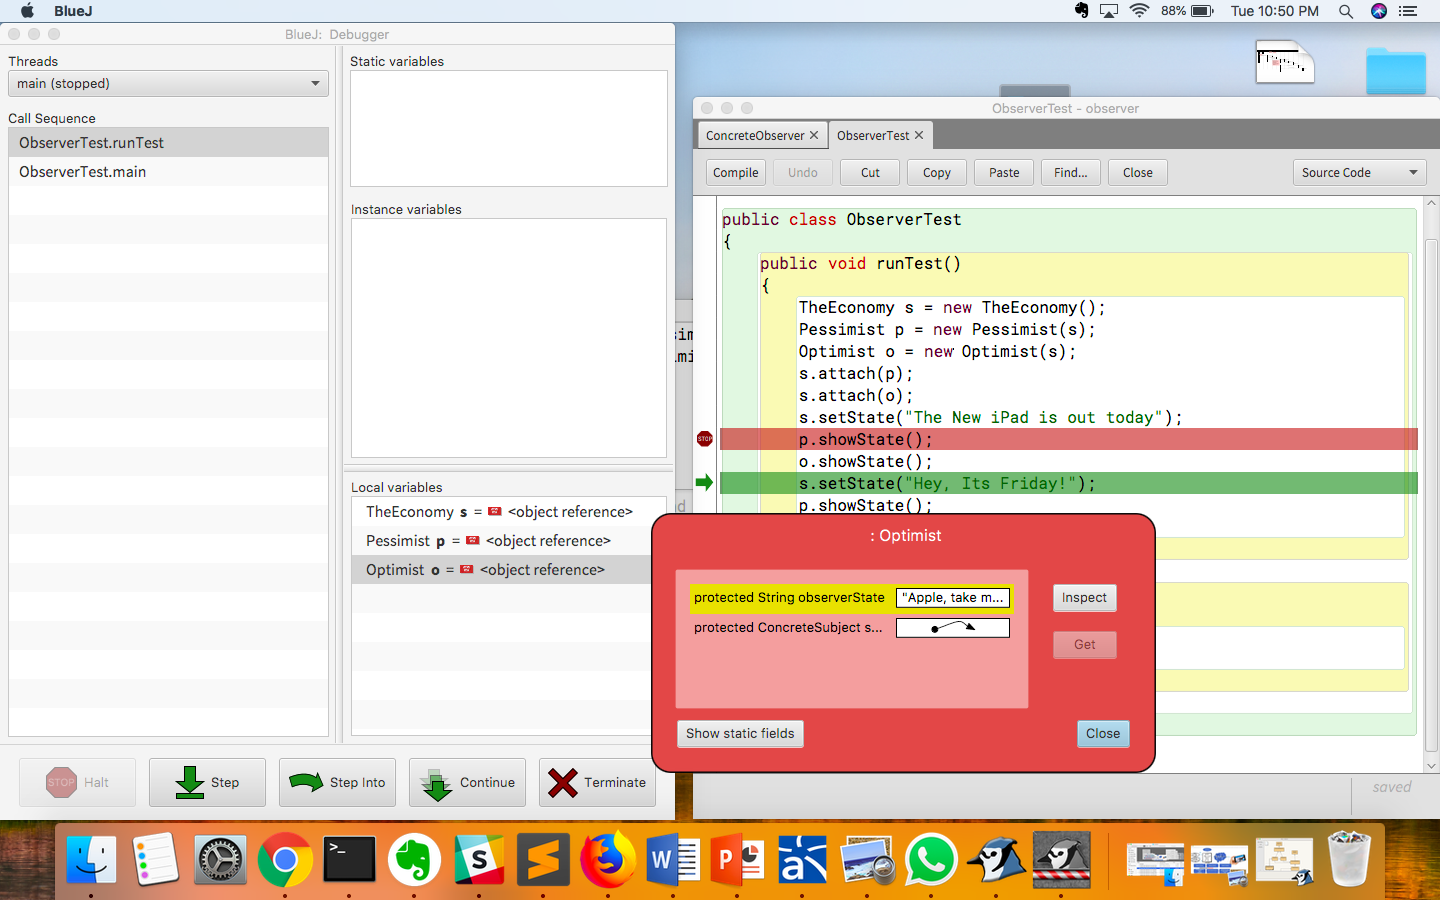 BlueJ
88%
Tue 10:50 PM
BlueJ: Debugger
Threads
main (stopped)
Call Sequence
ObserverTest.runTest
ObserverTest.main
Static variables
Instance variables
Local variables
TheEconomy s = <object reference>
Pessimist p = <object reference>
Optimist o = <object reference>
STOP
Halt
Step
Step Into
Continue
Terminate
ObserverTest - observer
ConcreteObserver
ObserverTest
Compile
Undo
Cut
Copy
Paste
Find...
Close
Source Code
public class ObserverTest
{
public void runTest()
{
TheEconomy s = new TheEconomy();
Pessimist p = new Pessimist(s);
Optimist o = new Optimist(s);
s.attach(p);
s.attach(o);
s.setState("The New iPad is out today");
STOP
p.showState();
o.showState();
s.setState("Hey, Its Friday!");
p.showState();
: Optimist
protected String observerState
"Apple, take m...
protected ConcreteSubject s...
Inspect
Get
Show static fields
Close
saved